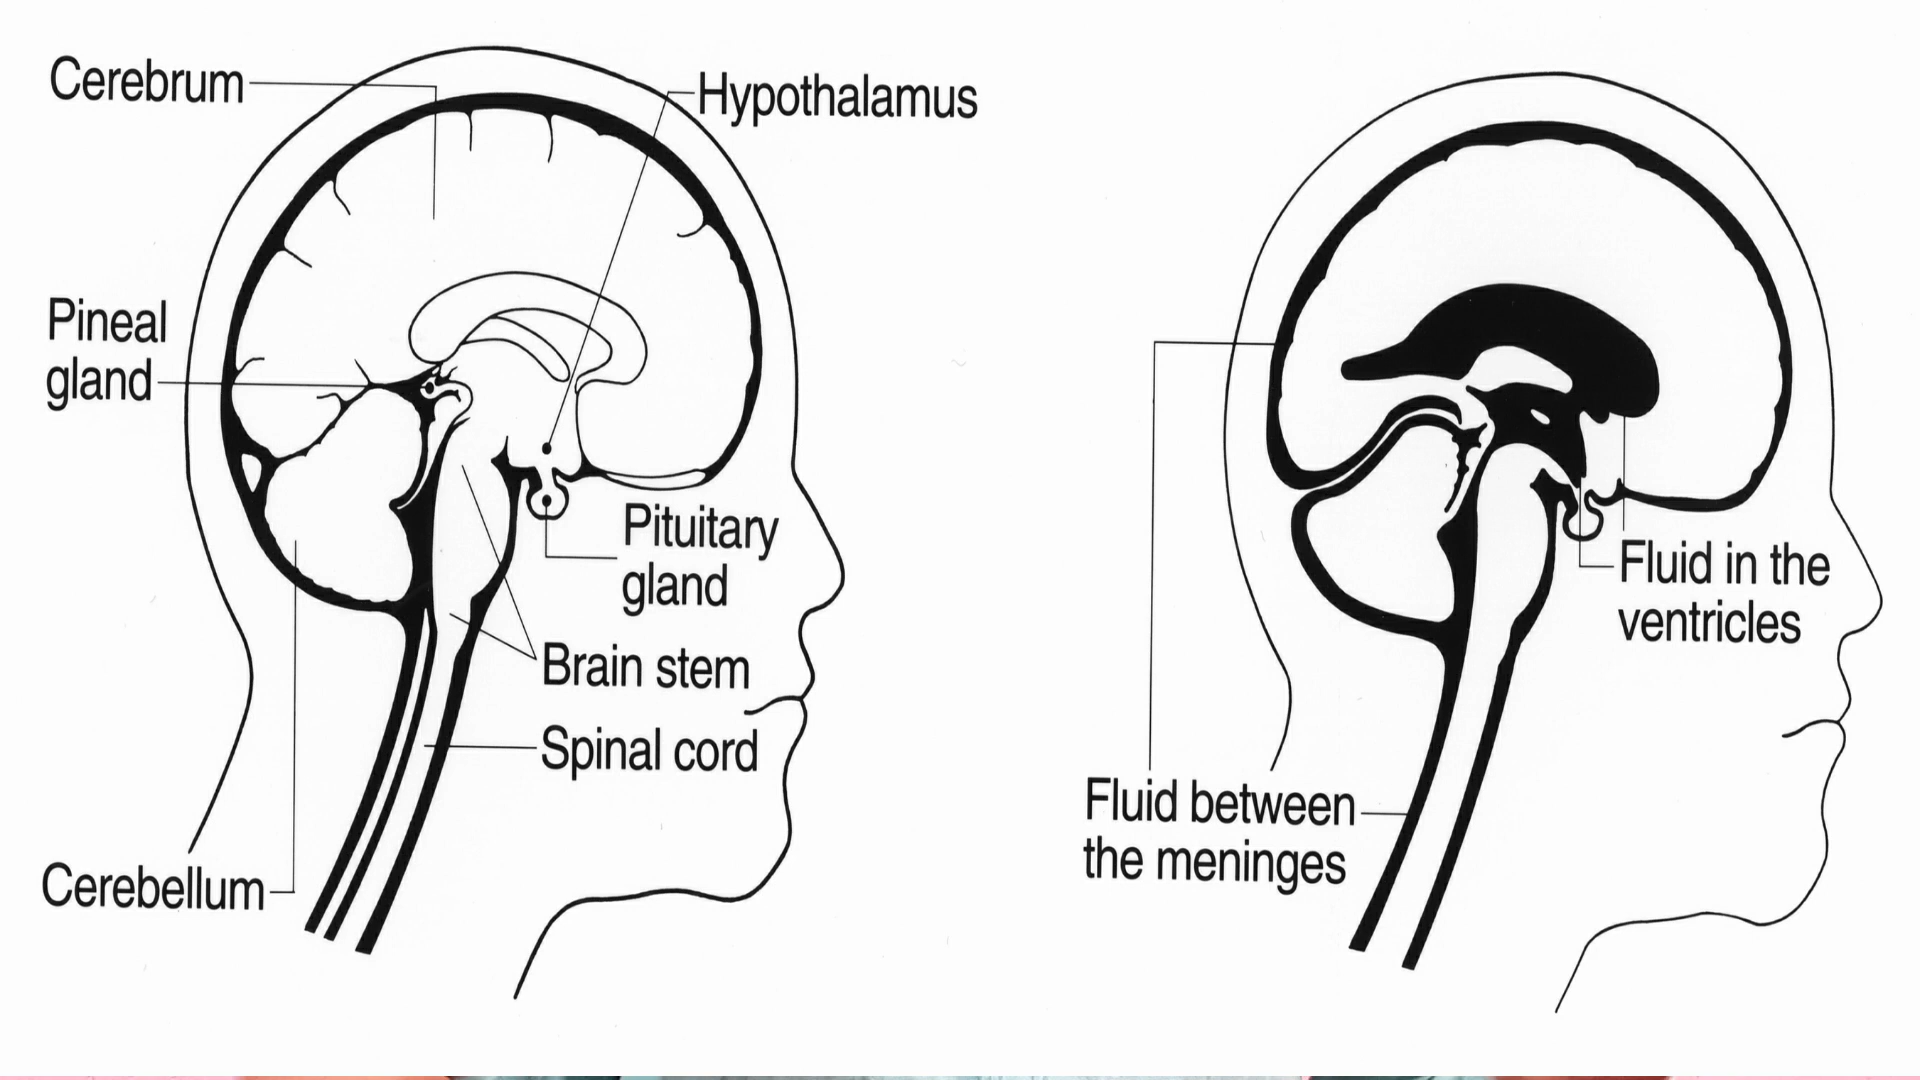 Cerebrum
Hypothalamus
Pineal
gland
Pituitary
gland
Brain stem
Spinal cord
Cerebellum
Fluid in the
ventricles
Fluid between
the meninges